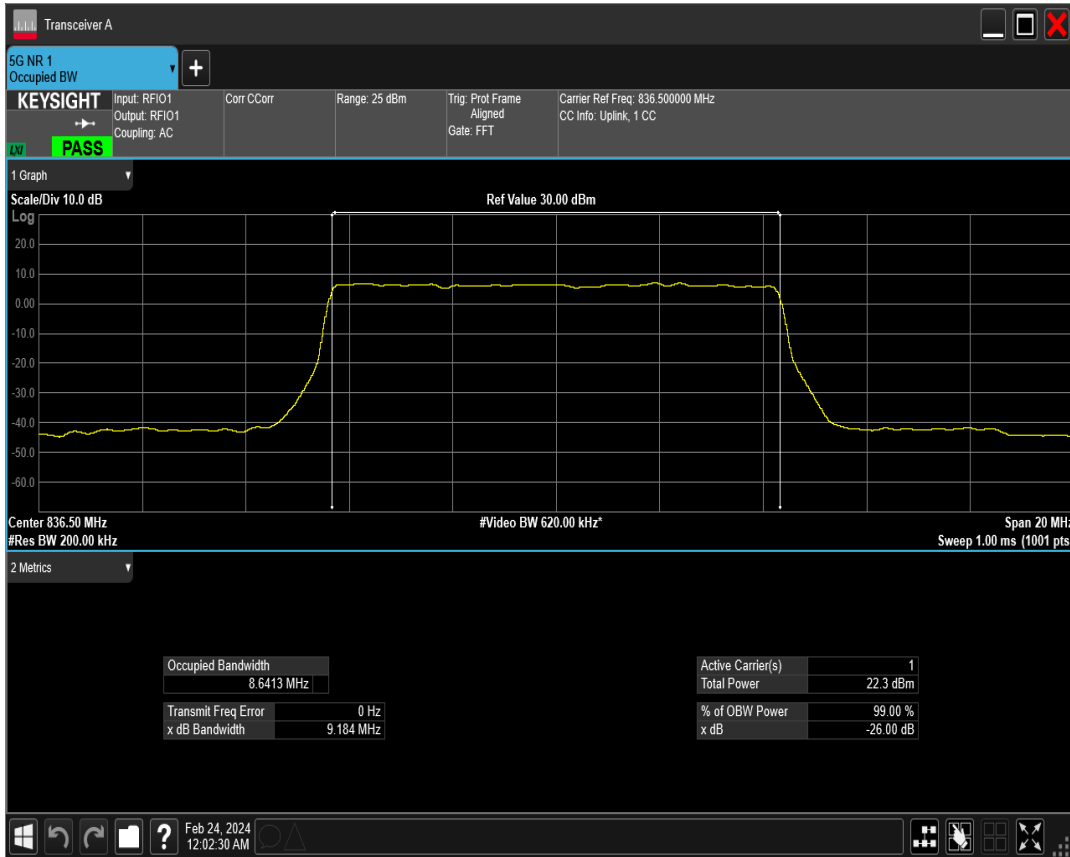 Transceiver A
5G NR 1
Occupied BW
+
KEYSIGHT
LXI
PASS
Input: RFIO1
Output: RFIO1
Coupling: AC
Corr CCorr
Range: 25 dBm
Trig: Prot Frame
Aligned
Gate: FFT
Carrier Ref Freq: 836.500000 MHz
CC Info: Uplink, 1 CC
1 Graph
Scale/Div 10.0 dB
Ref Value 30.00 dBm
Log
20.0
10.0
0.00
-10.0
-20.0
-30.0
-40.0
-50.0
-60.0
Center 836.50 MHz
#Video BW 620.00 kHz*
Span 20 MHz
#Res BW 200.00 kHz
Sweep 1.00 ms (1001 pts
2 Metrics
Occupied Bandwidth
8.6413 MHz
Transmit Freq Error 0 Hz
x dB Bandwidth 9.184 MHz
Active Carrier(s) 1
Total Power 22.3 dBm
% of OBW Power 99.00 %
x dB -26.00 dB
?
Feb 24, 2024
12:02:30 AM